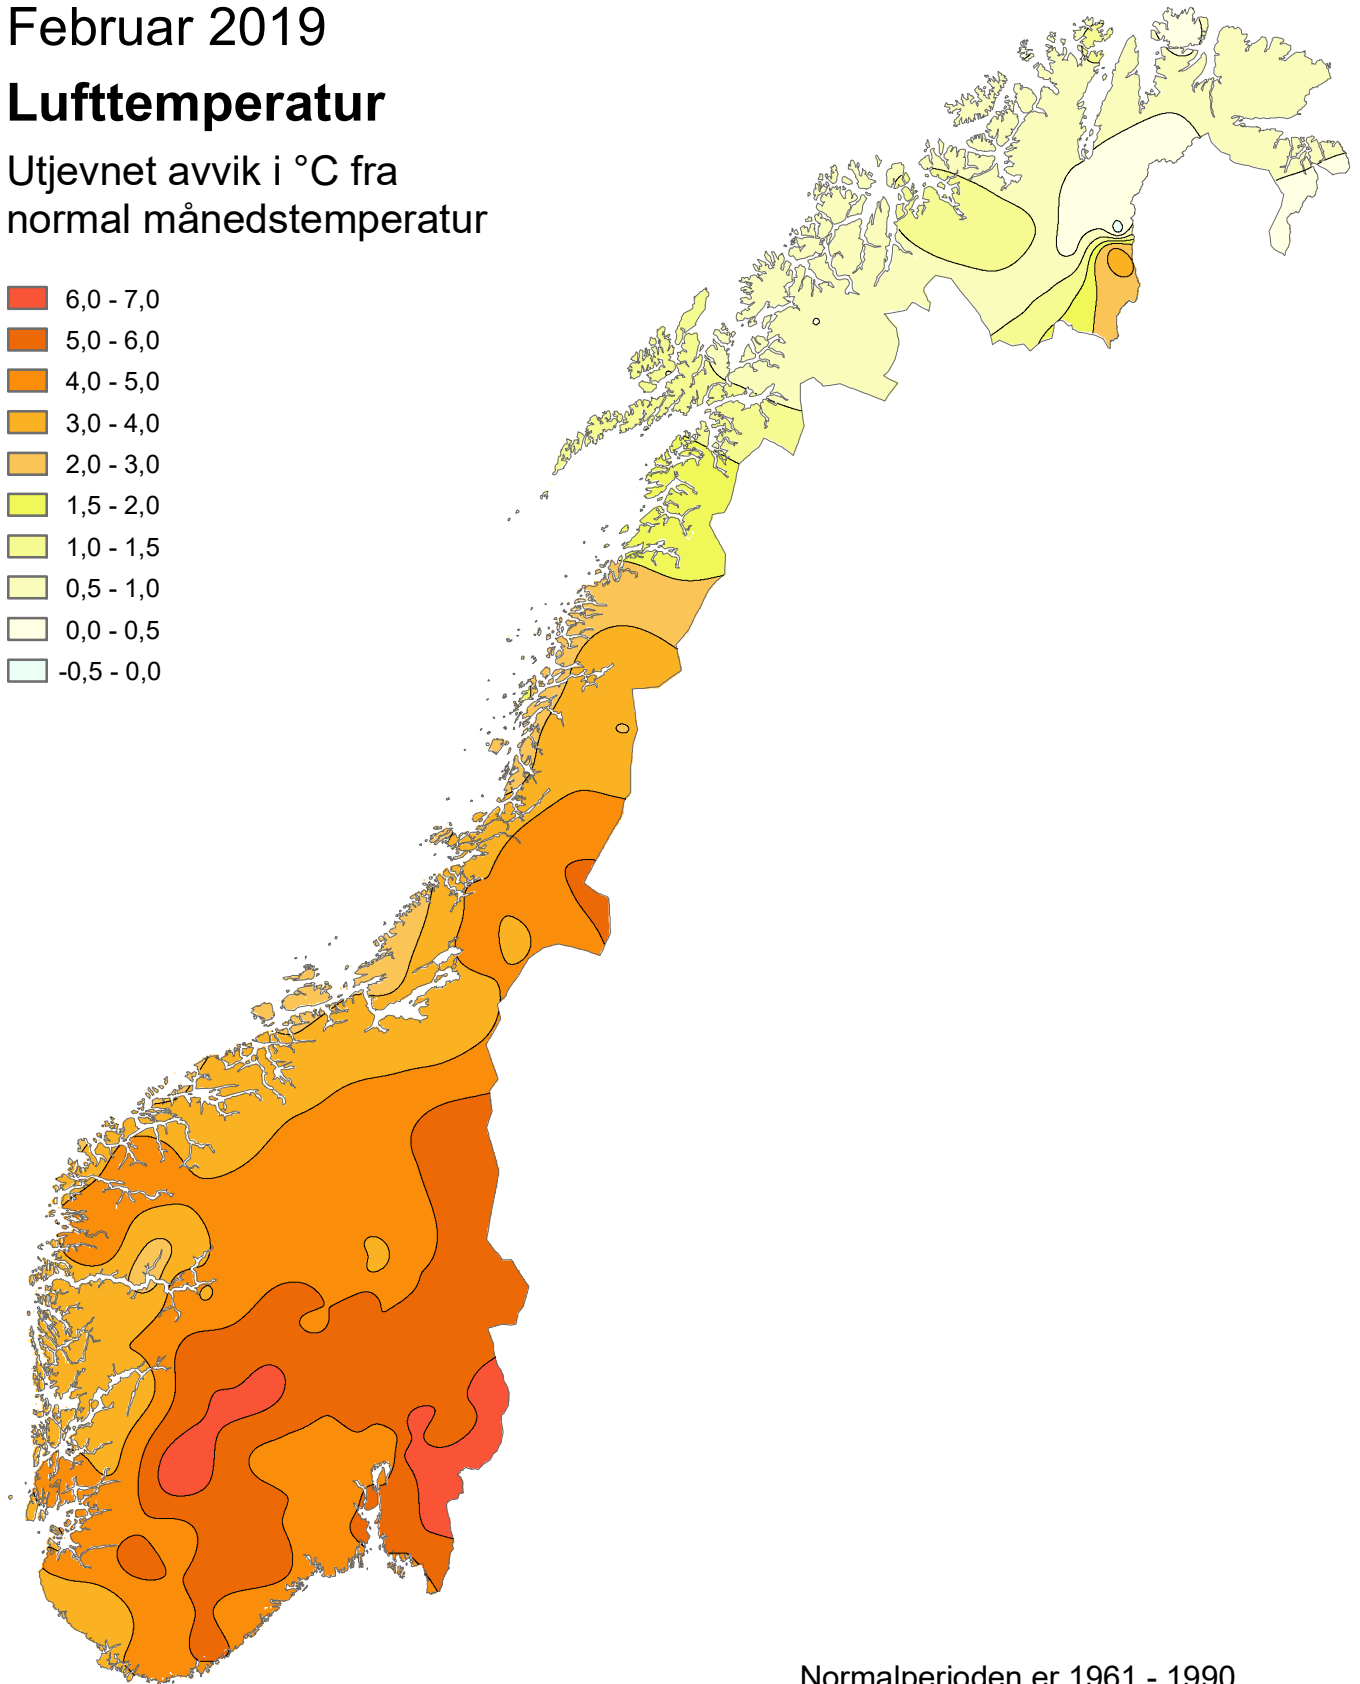 Februar 2019
Lufttemperatur
Utjevnet avvik i °C fra
normal månedstemperatur
6,0 - 7,0
5,0 - 6,0
4,0 - 5,0
3,0 - 4,0
2,0 - 3,0
1,5 - 2,0
1,0 - 1,5
0,5 - 1,0
0,0 - 0,5
-0,5 - 0,0
Normalperioden er 1961 - 1990